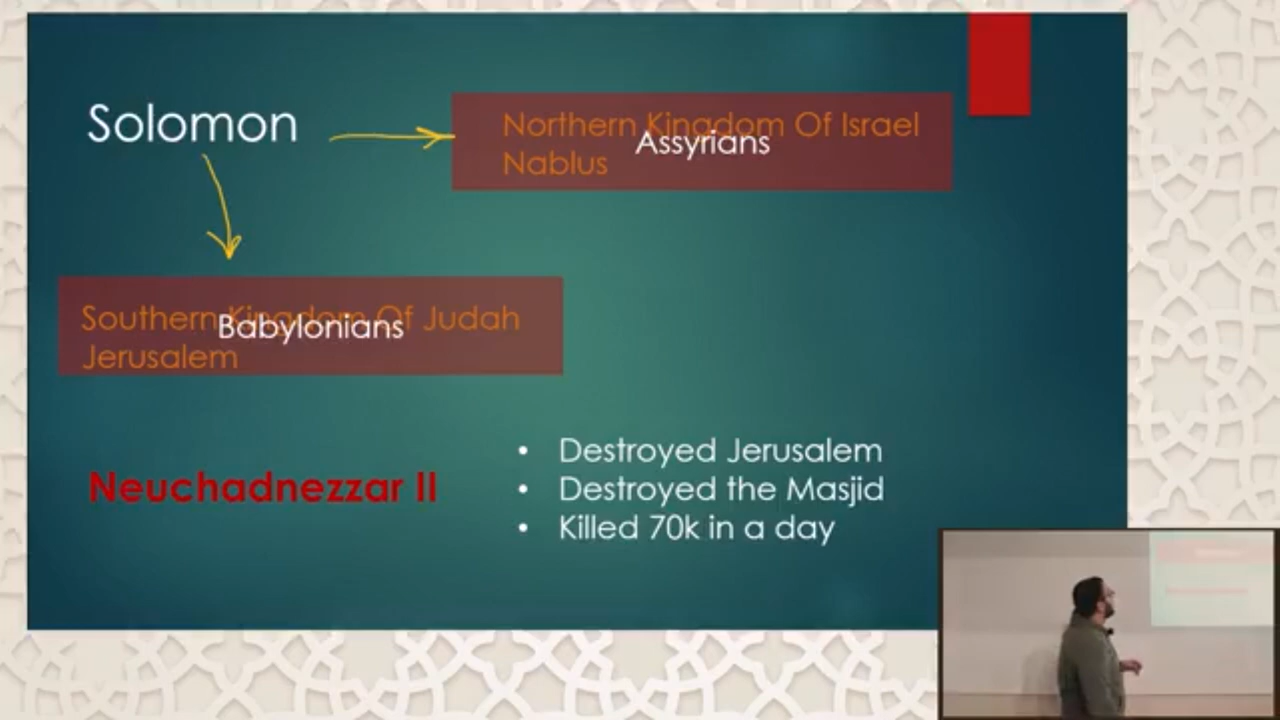 Solomon
Northern Kingdom Of Israel
Nablus
Assyrians
Southern Kingdom Of Judah
Jerusalem
Babylonians
Neuchadnezzar II
• Destroyed Jerusalem
• Destroyed the Masjid
• Killed 70k in a day